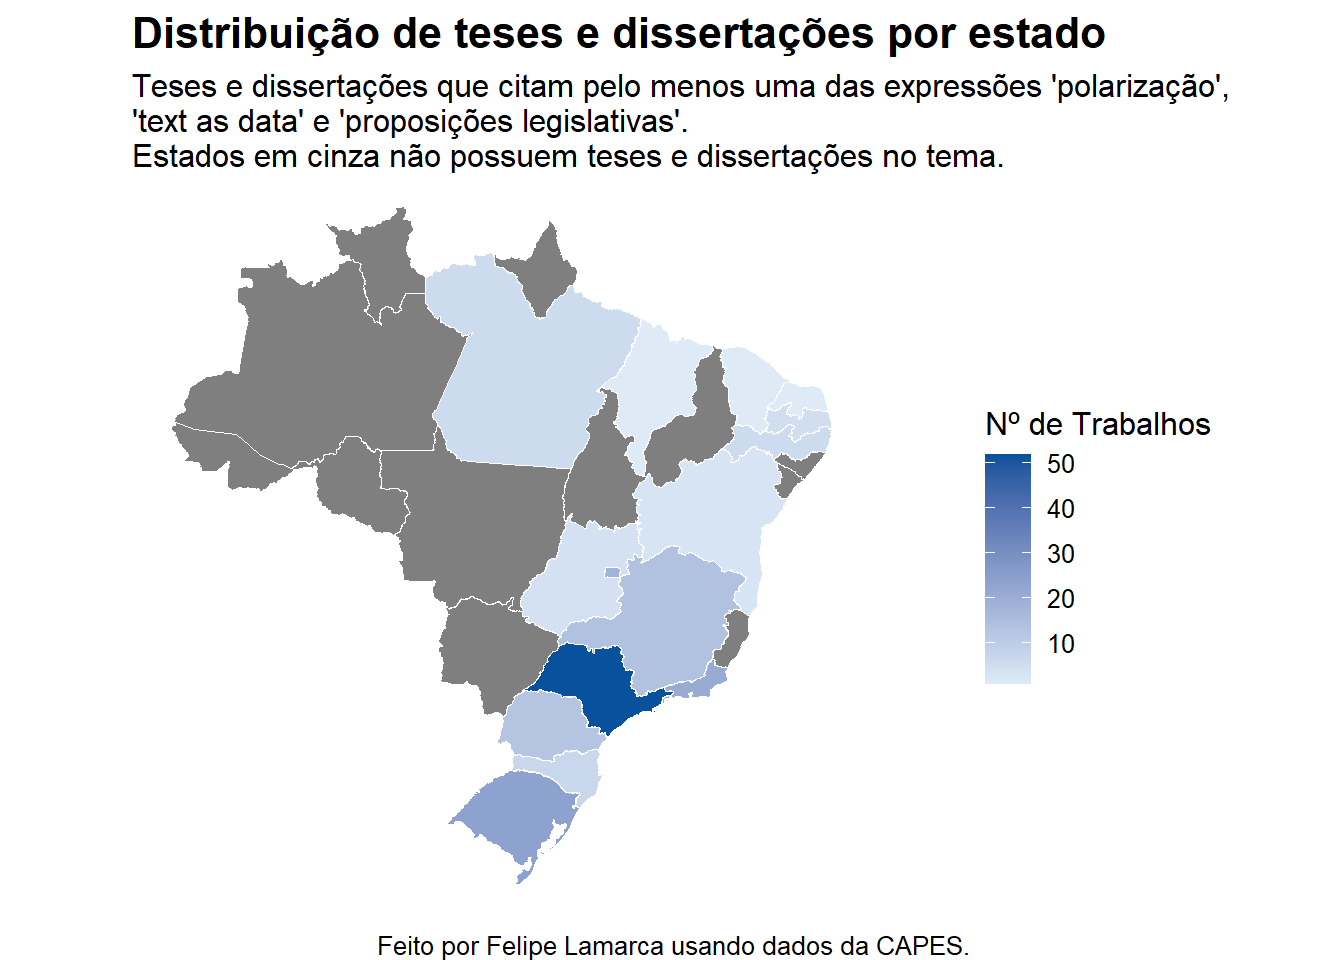 Distribuição de teses e dissertações por estado
Teses e dissertações que citam pelo menos uma das expressões 'polarização',
'text as data' e 'proposições legislativas'.
Estados em cinza não possuem teses e dissertações no tema.
Nº de Trabalhos
50
40
30
20
10
Feito por Felipe Lamarca usando dados da CAPES.